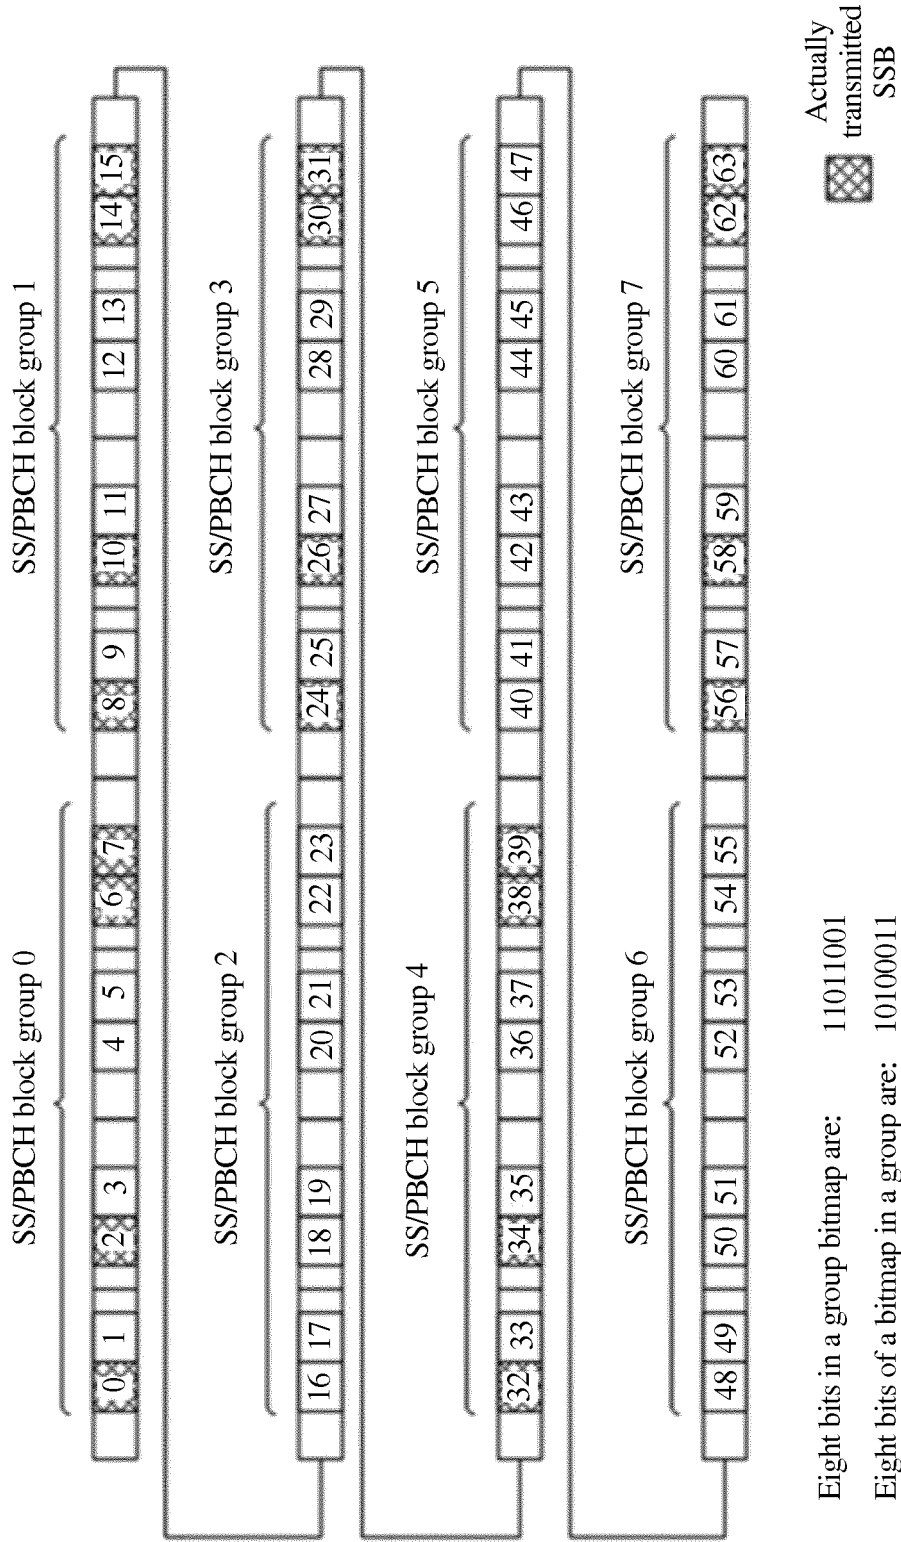 SS/PBCH block group 0
SS/PBCH block group 1
0 1 2 3 4 5 6 7 8 9 10 11 12 13 14 15
SS/PBCH block group 2
SS/PBCH block group 3
16 17 18 19 20 21 22 23 24 25 26 27 28 29 30 31
SS/PBCH block group 4
SS/PBCH block group 5
32 33 34 35 36 37 38 39 40 41 42 43 44 45 46 47
SS/PBCH block group 6
SS/PBCH block group 7
48 49 50 51 52 53 54 55 56 57 58 59 60 61 62 63
Eight bits in a group bitmap are: 11011001
Eight bits of a bitmap in a group are: 10100011
Actually
transmitted
SSB